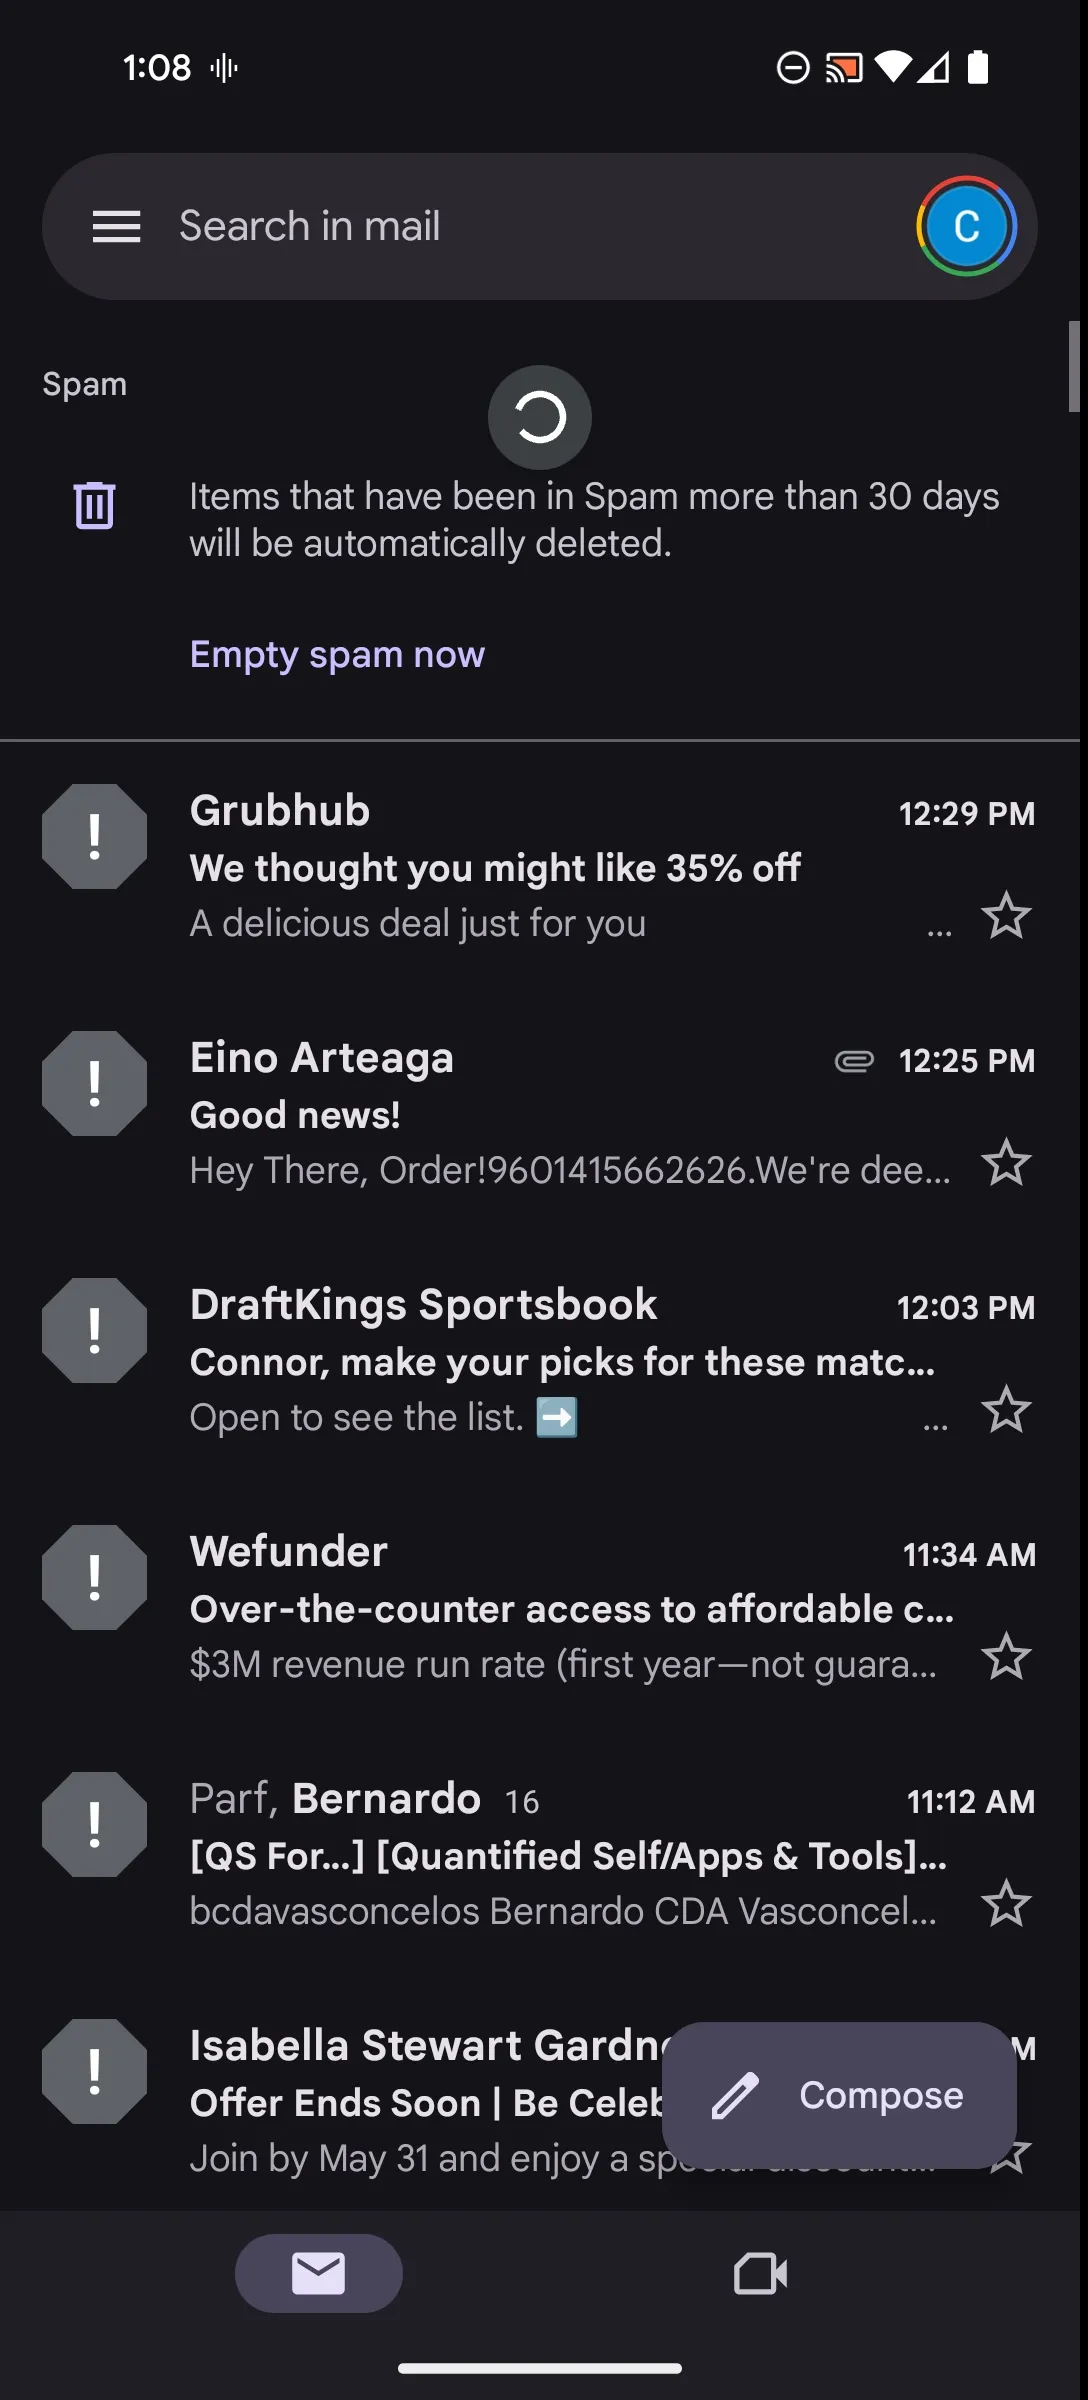 1:08
Search in mail
C
Spam
Items that have been in Spam more than 30 days
will be automatically deleted.
Empty spam now
Grubhub
12:29 PM
We thought you might like 35% off
A delicious deal just for you ...
Eino Arteaga
12:25 PM
Good news!
Hey There, Order!9601415662626.We're dee...
DraftKings Sportsbook
12:03 PM
Connor, make your picks for these matc...
Open to see the list. ➡️ ...
Wefunder
11:34 AM
Over-the-counter access to affordable c...
$3M revenue run rate (first year—not guara...
Parf, Bernardo 16
11:12 AM
[QS For...] [Quantified Self/Apps & Tools]...
bcdavasconcelos Bernardo CDA Vasconcel...
Isabella Stewart Gardn
M
Offer Ends Soon | Be Celeb
Join by May 31 and enjoy a special discount...
Compose